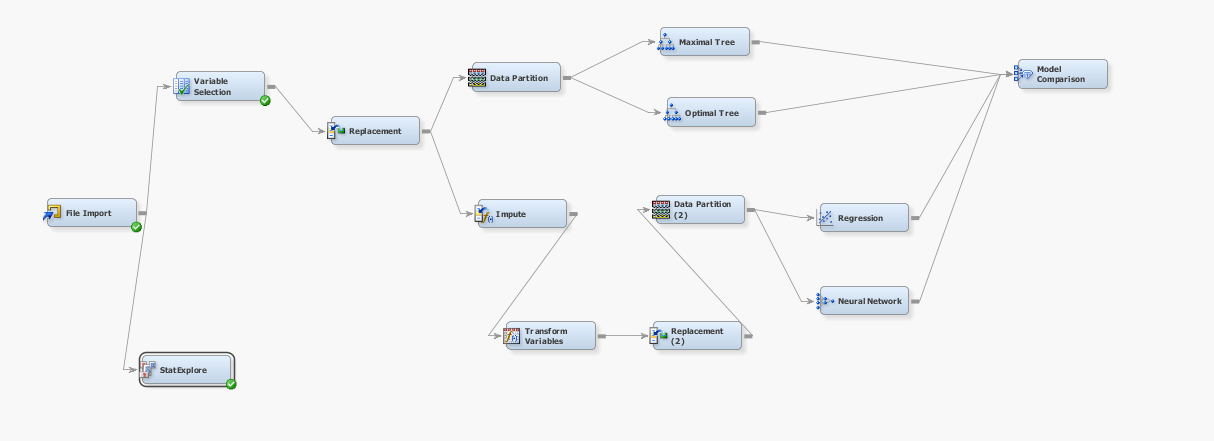 Maximal Tree
Model
Comparison
Variable
Selection
Data Partition
Optimal Tree
Replacement
File Import
Impute
Data Partition
(2)
Regression
Neural Network
Transform
Variables
Replacement
(2)
StatExplore